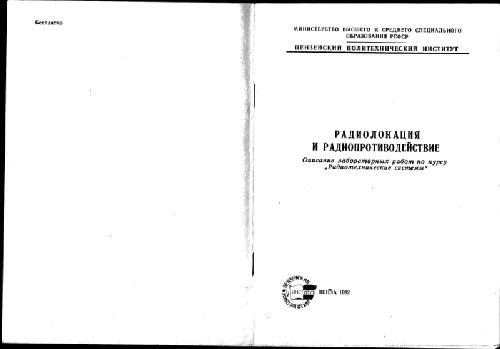 Бесплатно
МИНИСТЕРСТВО ВЫСШЕГО И СРЕДНЕГО СПЕЦИАЛЬНОГО
ОБРАЗОВАНИЯ РСФСР
ПЕНЗЕНСКИЙ ПОЛИТЕХНИЧЕСКИЙ ИНСТИТУТ
РАДИОЛОКАЦИЯ
И РАДИОПРОТИВОДЕЙСТВИЕ
Описание лабораторных работ по курсу
„Радиотехнические системы"
ПЕНЗА 1982